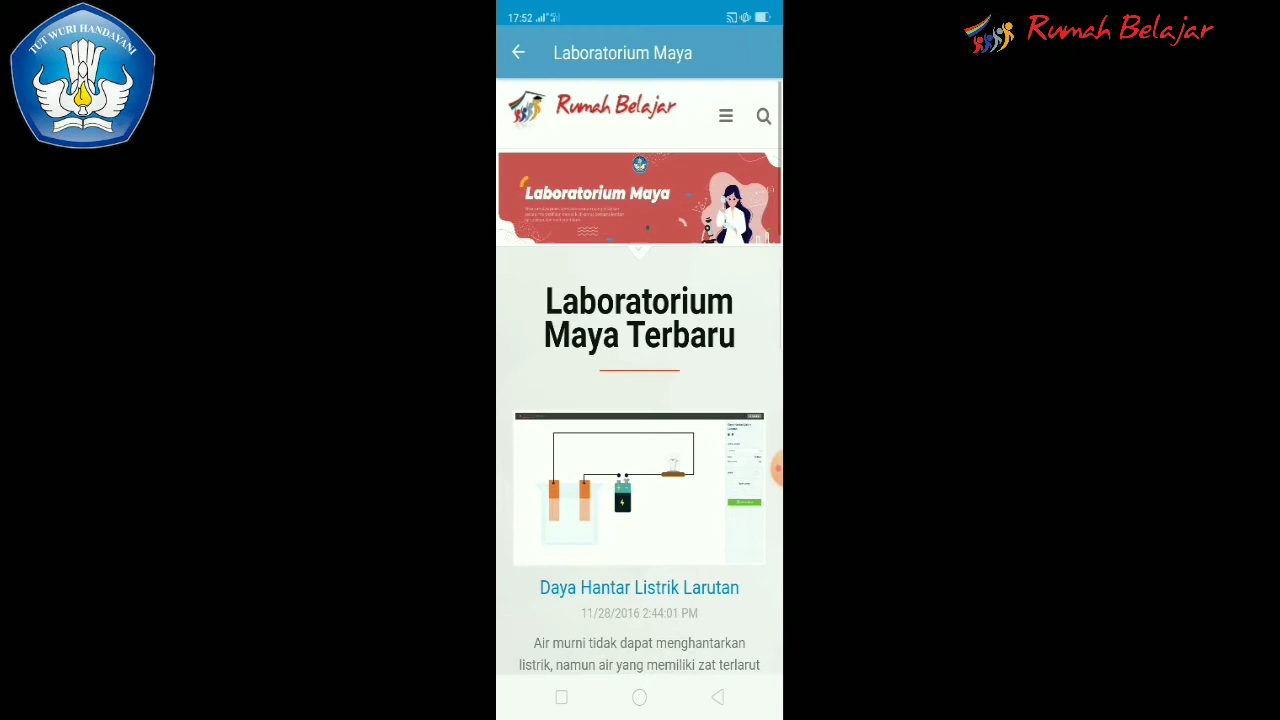 TUT WURI HANDAYANI
Rumah Belajar
17:52
Laboratorium Maya
Rumah Belajar
Laboratorium Maya
Laboratorium
Maya Terbaru
Daya Hantar Listrik Larutan
11/28/2016 2:44:01 PM
Air murni tidak dapat menghantarkan
listrik, namun air yang memiliki zat terlarut